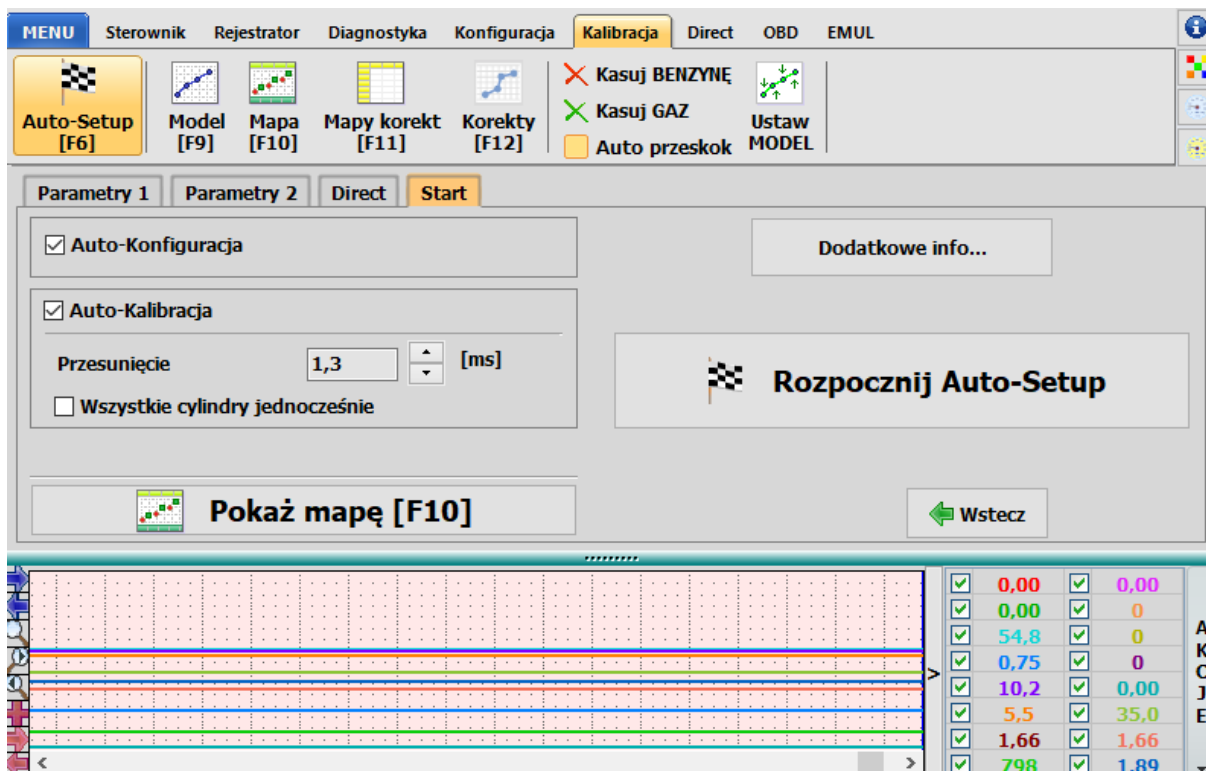 MENU Sterownik Rejestrator Diagnostyka Konfiguracja Kalibracja Direct OBD EMUL
Auto-Setup [F6]
Model [F9]
Mapa [F10]
Mapy korekt [F11]
Korekty [F12]
Kasuj BENZYNĘ
Kasuj GAZ
Auto przeskok
Ustaw MODEL
Parametry 1 Parametry 2 Direct Start
Auto-Konfiguracja
Dodatkowe info...
Auto-Kalibracja
Przesunięcie 1,3 [ms]
Wszystkie cylindry jednocześnie
Rozpocznij Auto-Setup
Pokaż mapę [F10]
Wstecz
0,00 0,00
0,00 0
54,8 0
0,75 0
10,2 0,00
5,5 35,0
1,66 1,66
798 1,89
>
A
K
C
J
E